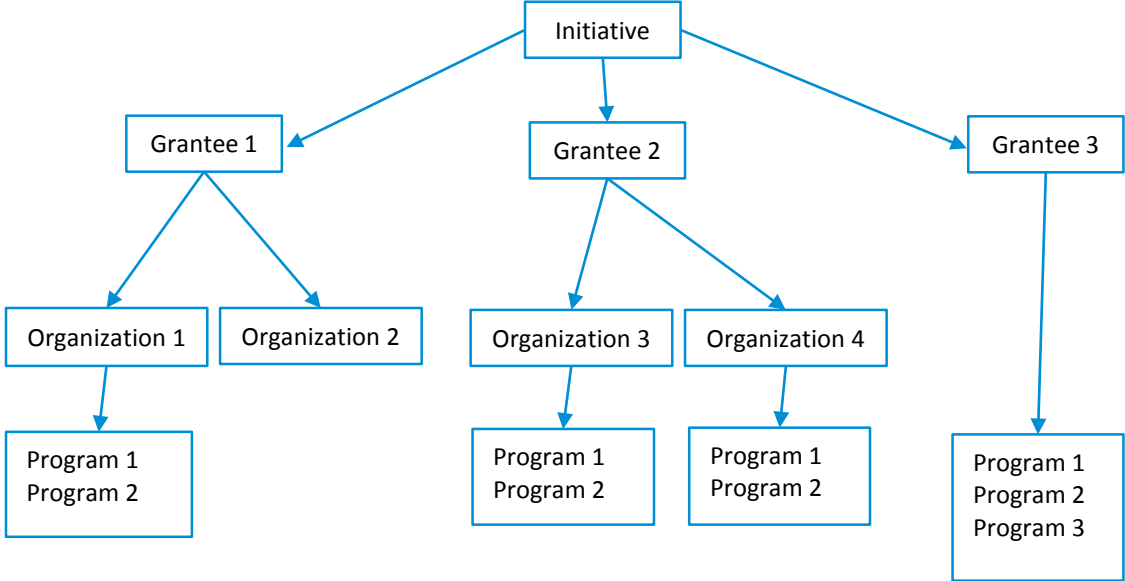 Initiative
Grantee 1
Grantee 2
Grantee 3
Organization 1
Organization 2
Organization 3
Organization 4
Program 1
Program 2
Program 1
Program 2
Program 1
Program 2
Program 1
Program 2
Program 3